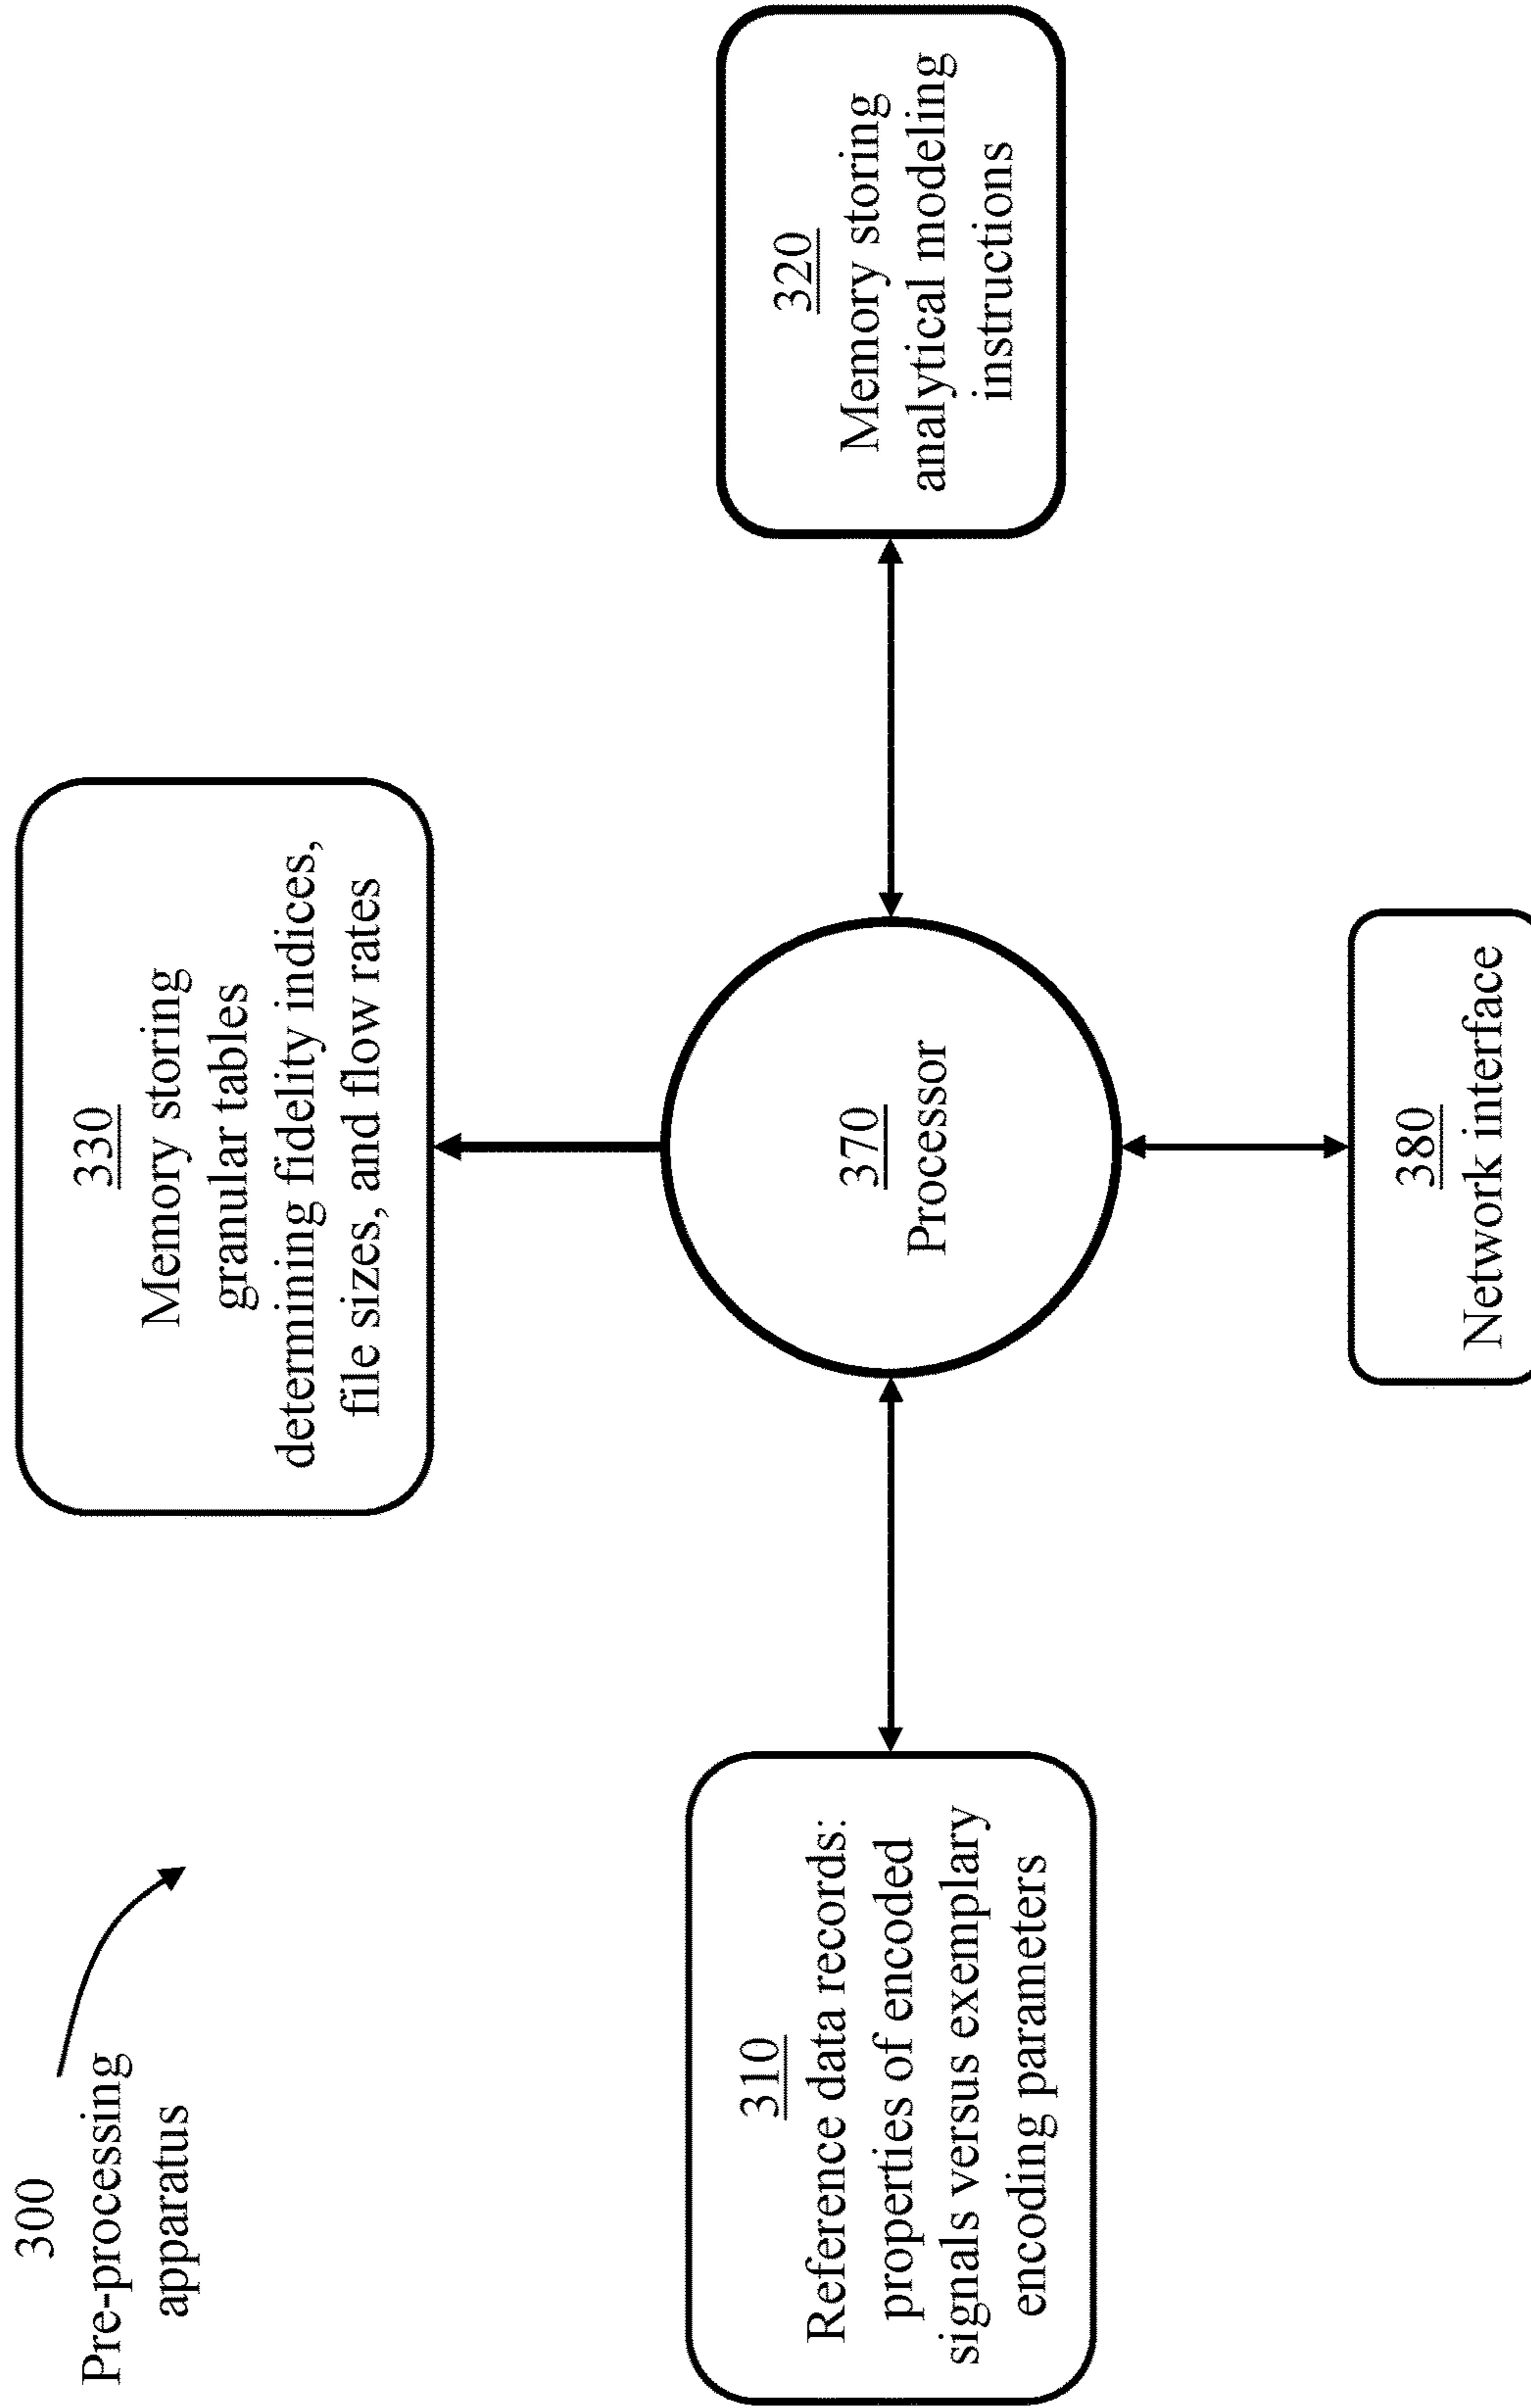 300
Pre-processing
apparatus
330
Memory storing
granular tables
determining fidelity indices,
file sizes, and flow rates
310
Reference data records:
properties of encoded
signals versus exemplary
encoding parameters
370
Processor
320
Memory storing
analytical modeling
instructions
380
Network interface